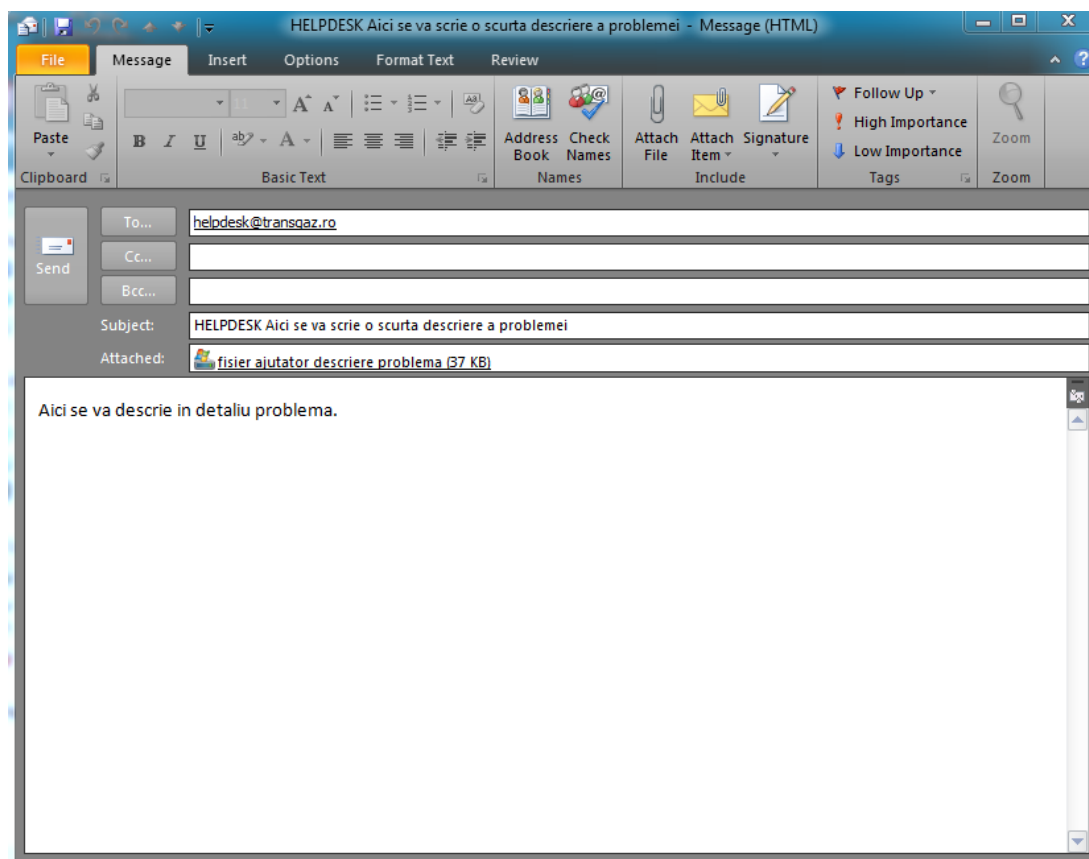 HELPDESK Aici se va scrie o scurta descriere a problemei - Message (HTML)
File Message Insert Options Format Text Review
Paste
11
B I U
Address Book
Check Names
Attach File
Attach Item
Signature
Follow Up
High Importance
Low Importance
Zoom
Clipboard Basic Text Names Include Tags Zoom
Send
To... helpdesk@transgaz.ro
Cc...
Bcc...
Subject: HELPDESK Aici se va scrie o scurta descriere a problemei
Attached: fisier ajutator descriere problema (37 KB)
Aici se va descrie in detaliu problema.